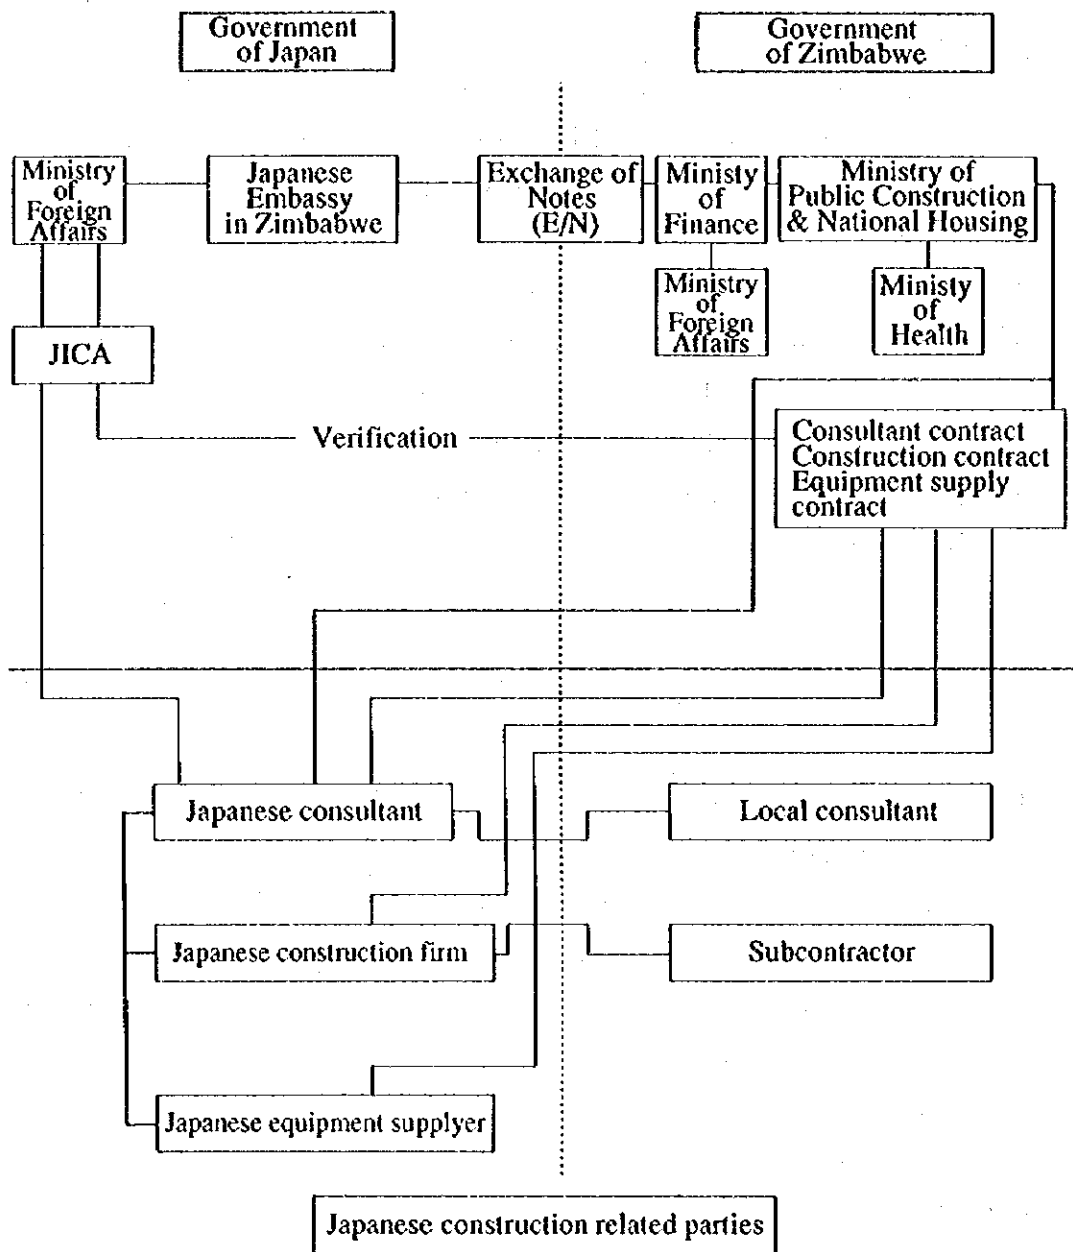 Government
of Japan
Government
of Zimbabwe
Ministry
of
Foreign
Affairs
Japanese
Embassy
in Zimbabwe
Exchange of
Notes
(E/N)
Ministy
of
Finance
Ministry of
Public Construction
& National Housing
Ministry
of
Foreign
Affairs
Ministy
of
Health
JICA
Verification
Consultant contract
Construction contract
Equipment supply
contract
Japanese consultant
Local consultant
Japanese construction firm
Subcontractor
Japanese equipment supplyer
Japanese construction related parties